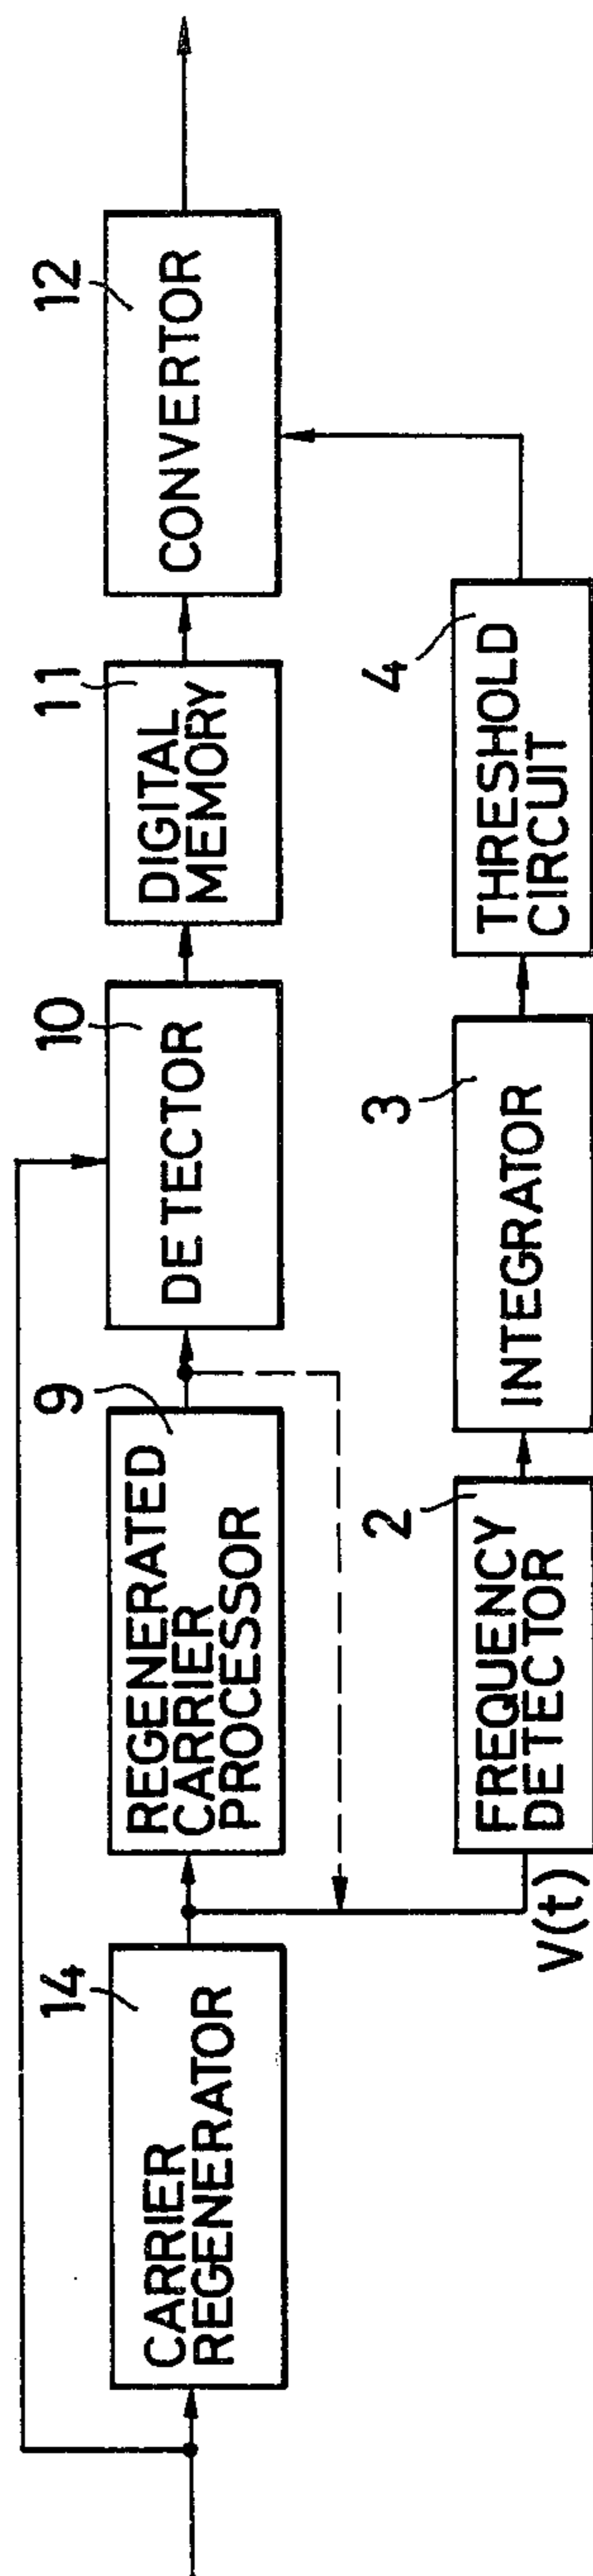 14
CARRIER
REGENERATOR
9
REGENERATED
CARRIER
PROCESSOR
10
DETECTOR
11
DIGITAL
MEMORY
12
CONVERTOR
V(t)
2
FREQUENCY
DETECTOR
3
INTEGRATOR
4
THRESHOLD
CIRCUIT